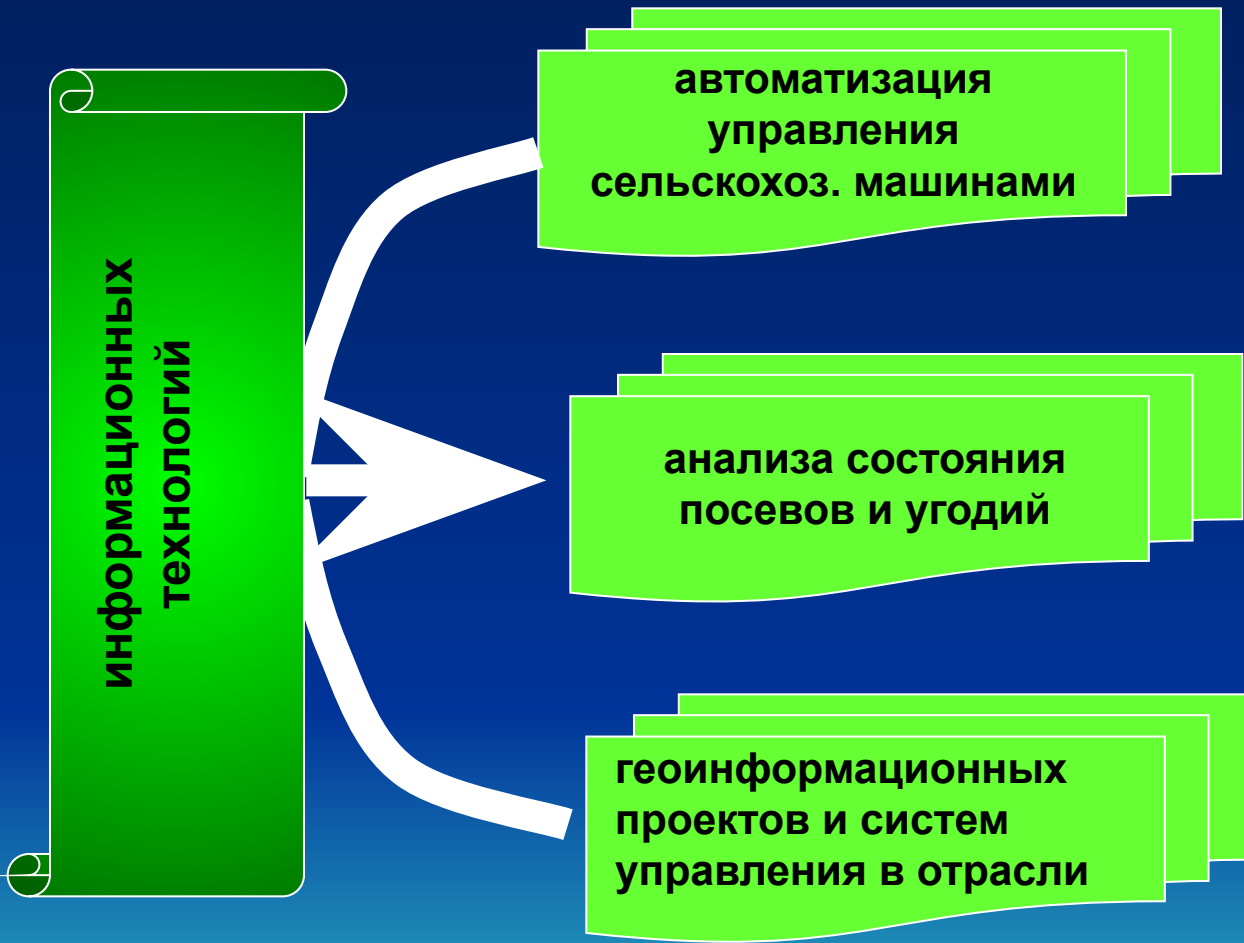 информационных
технологий
автоматизация
управления
сельскохоз. машинами
анализа состояния
посевов и угодий
геоинформационных
проектов и систем
управления в отрасли